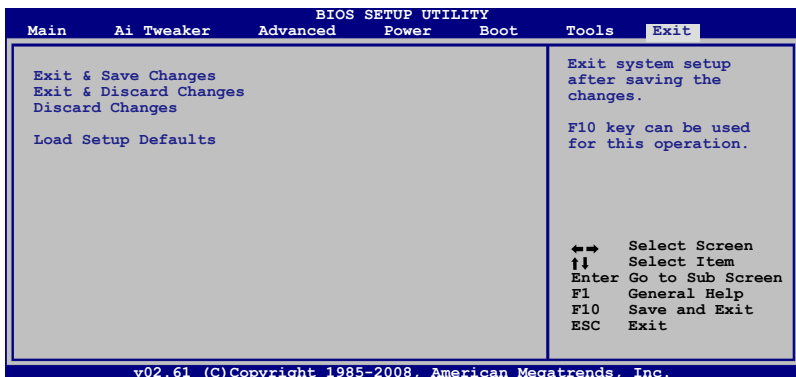 BIOS SETUP UTILITY
Main Ai Tweaker Advanced Power Boot Tools Exit
Exit & Save Changes
Exit & Discard Changes
Discard Changes
Load Setup Defaults
Exit system setup
after saving the
changes.
F10 key can be used
for this operation.
←→ Select Screen
↑↓ Select Item
Enter Go to Sub Screen
F1 General Help
F10 Save and Exit
ESC Exit
v02.61 (C)Copyright 1985-2008, American Megatrends, Inc.